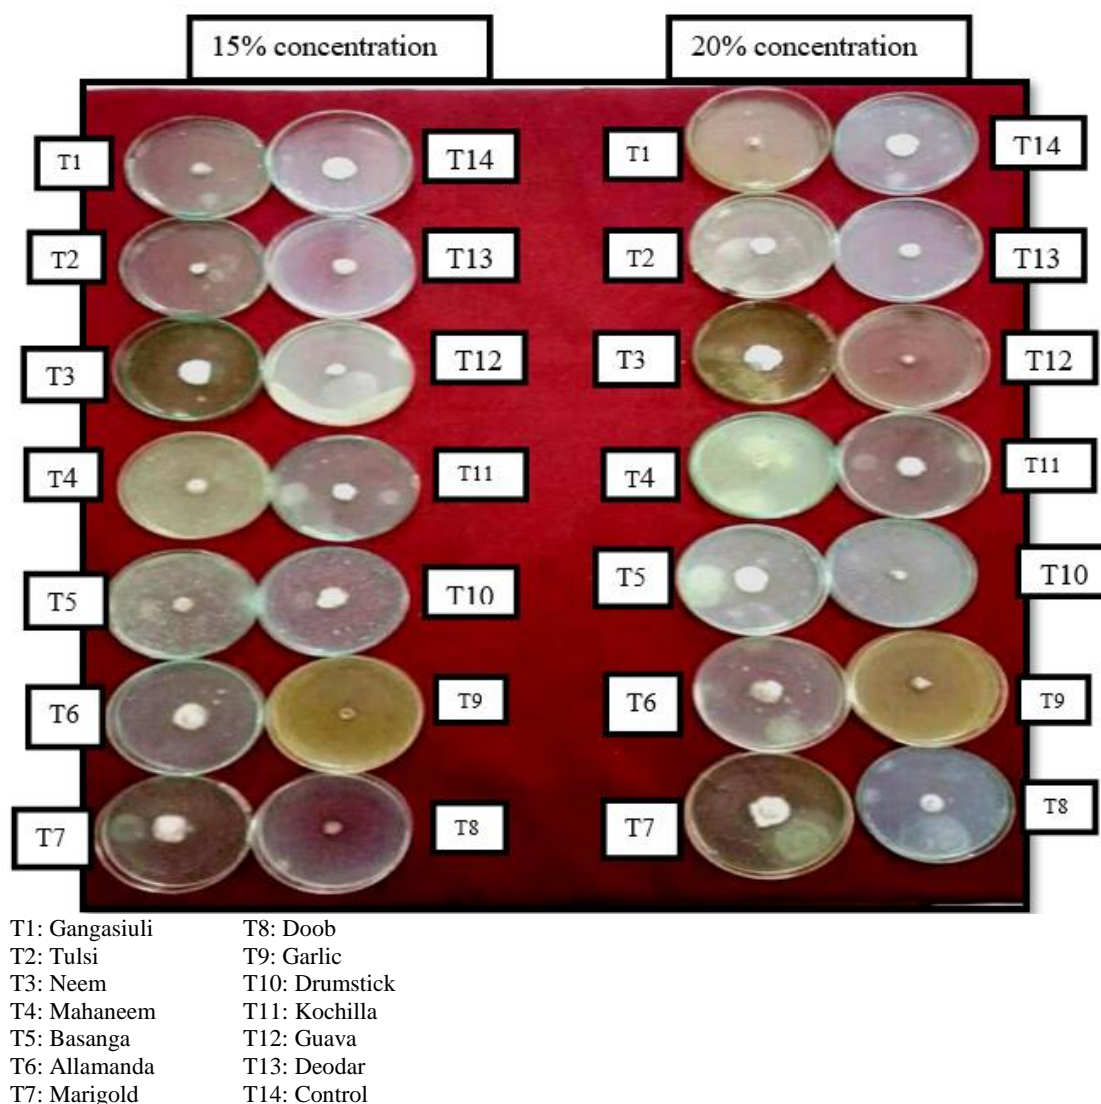 15% concentration
20% concentration
T1
T14
T1
T14
T2
T13
T2
T13
T3
T12
T3
T12
T4
T11
T4
T11
T5
T10
T5
T10
T6
T9
T6
T9
T7
T8
T7
T8
T1: Gangasiuli
T8: Doob
T2: Tulsi
T9: Garlic
T3: Neem
T10: Drumstick
T4: Mahaneem
T11: Kochilla
T5: Basanga
T12: Guava
T6: Allamanda
T13: Deodar
T7: Marigold
T14: Control